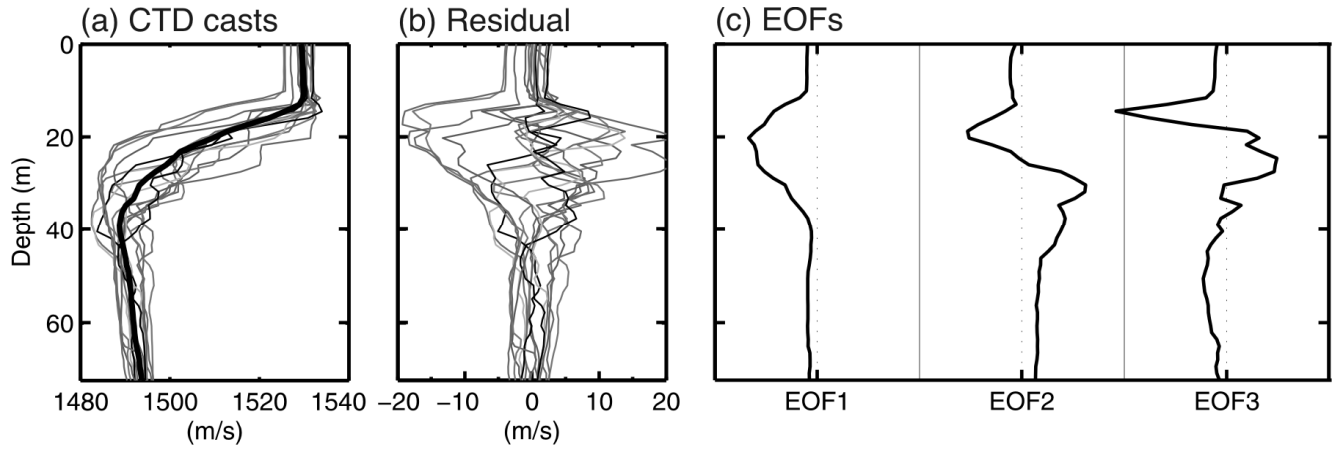 (a) CTD casts
(b) Residual
(c) EOFs
Depth (m)
0
20
40
60
1480
1500
1520
1540
(m/s)
−20
−10
0
10
20
(m/s)
EOF1
EOF2
EOF3